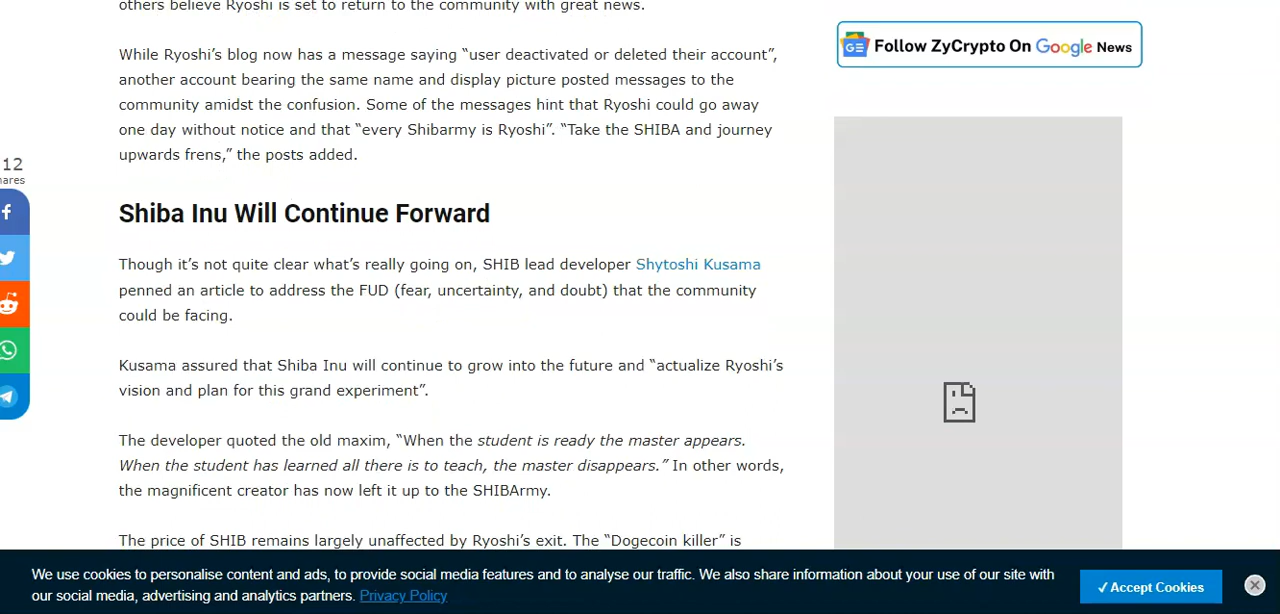 others believe Ryoshi is set to return to the community with great news.
Follow ZyCrypto On Google News
While Ryoshi’s blog now has a message saying “user deactivated or deleted their account”,
another account bearing the same name and display picture posted messages to the
community amidst the confusion. Some of the messages hint that Ryoshi could go away
one day without notice and that “every Shibarmy is Ryoshi”. “Take the SHIBA and journey
upwards frens,” the posts added.
12
hares
Shiba Inu Will Continue Forward
Though it’s not quite clear what’s really going on, SHIB lead developer Shytoshi Kusama
penned an article to address the FUD (fear, uncertainty, and doubt) that the community
could be facing.
Kusama assured that Shiba Inu will continue to grow into the future and “actualize Ryoshi’s
vision and plan for this grand experiment”.
The developer quoted the old maxim, “When the student is ready the master appears.
When the student has learned all there is to teach, the master disappears.” In other words,
the magnificent creator has now left it up to the SHIBArmy.
The price of SHIB remains largely unaffected by Ryoshi’s exit. The “Dogecoin killer” is
We use cookies to personalise content and ads, to provide social media features and to analyse our traffic. We also share information about your use of our site with
our social media, advertising and analytics partners. Privacy Policy
✓Accept Cookies